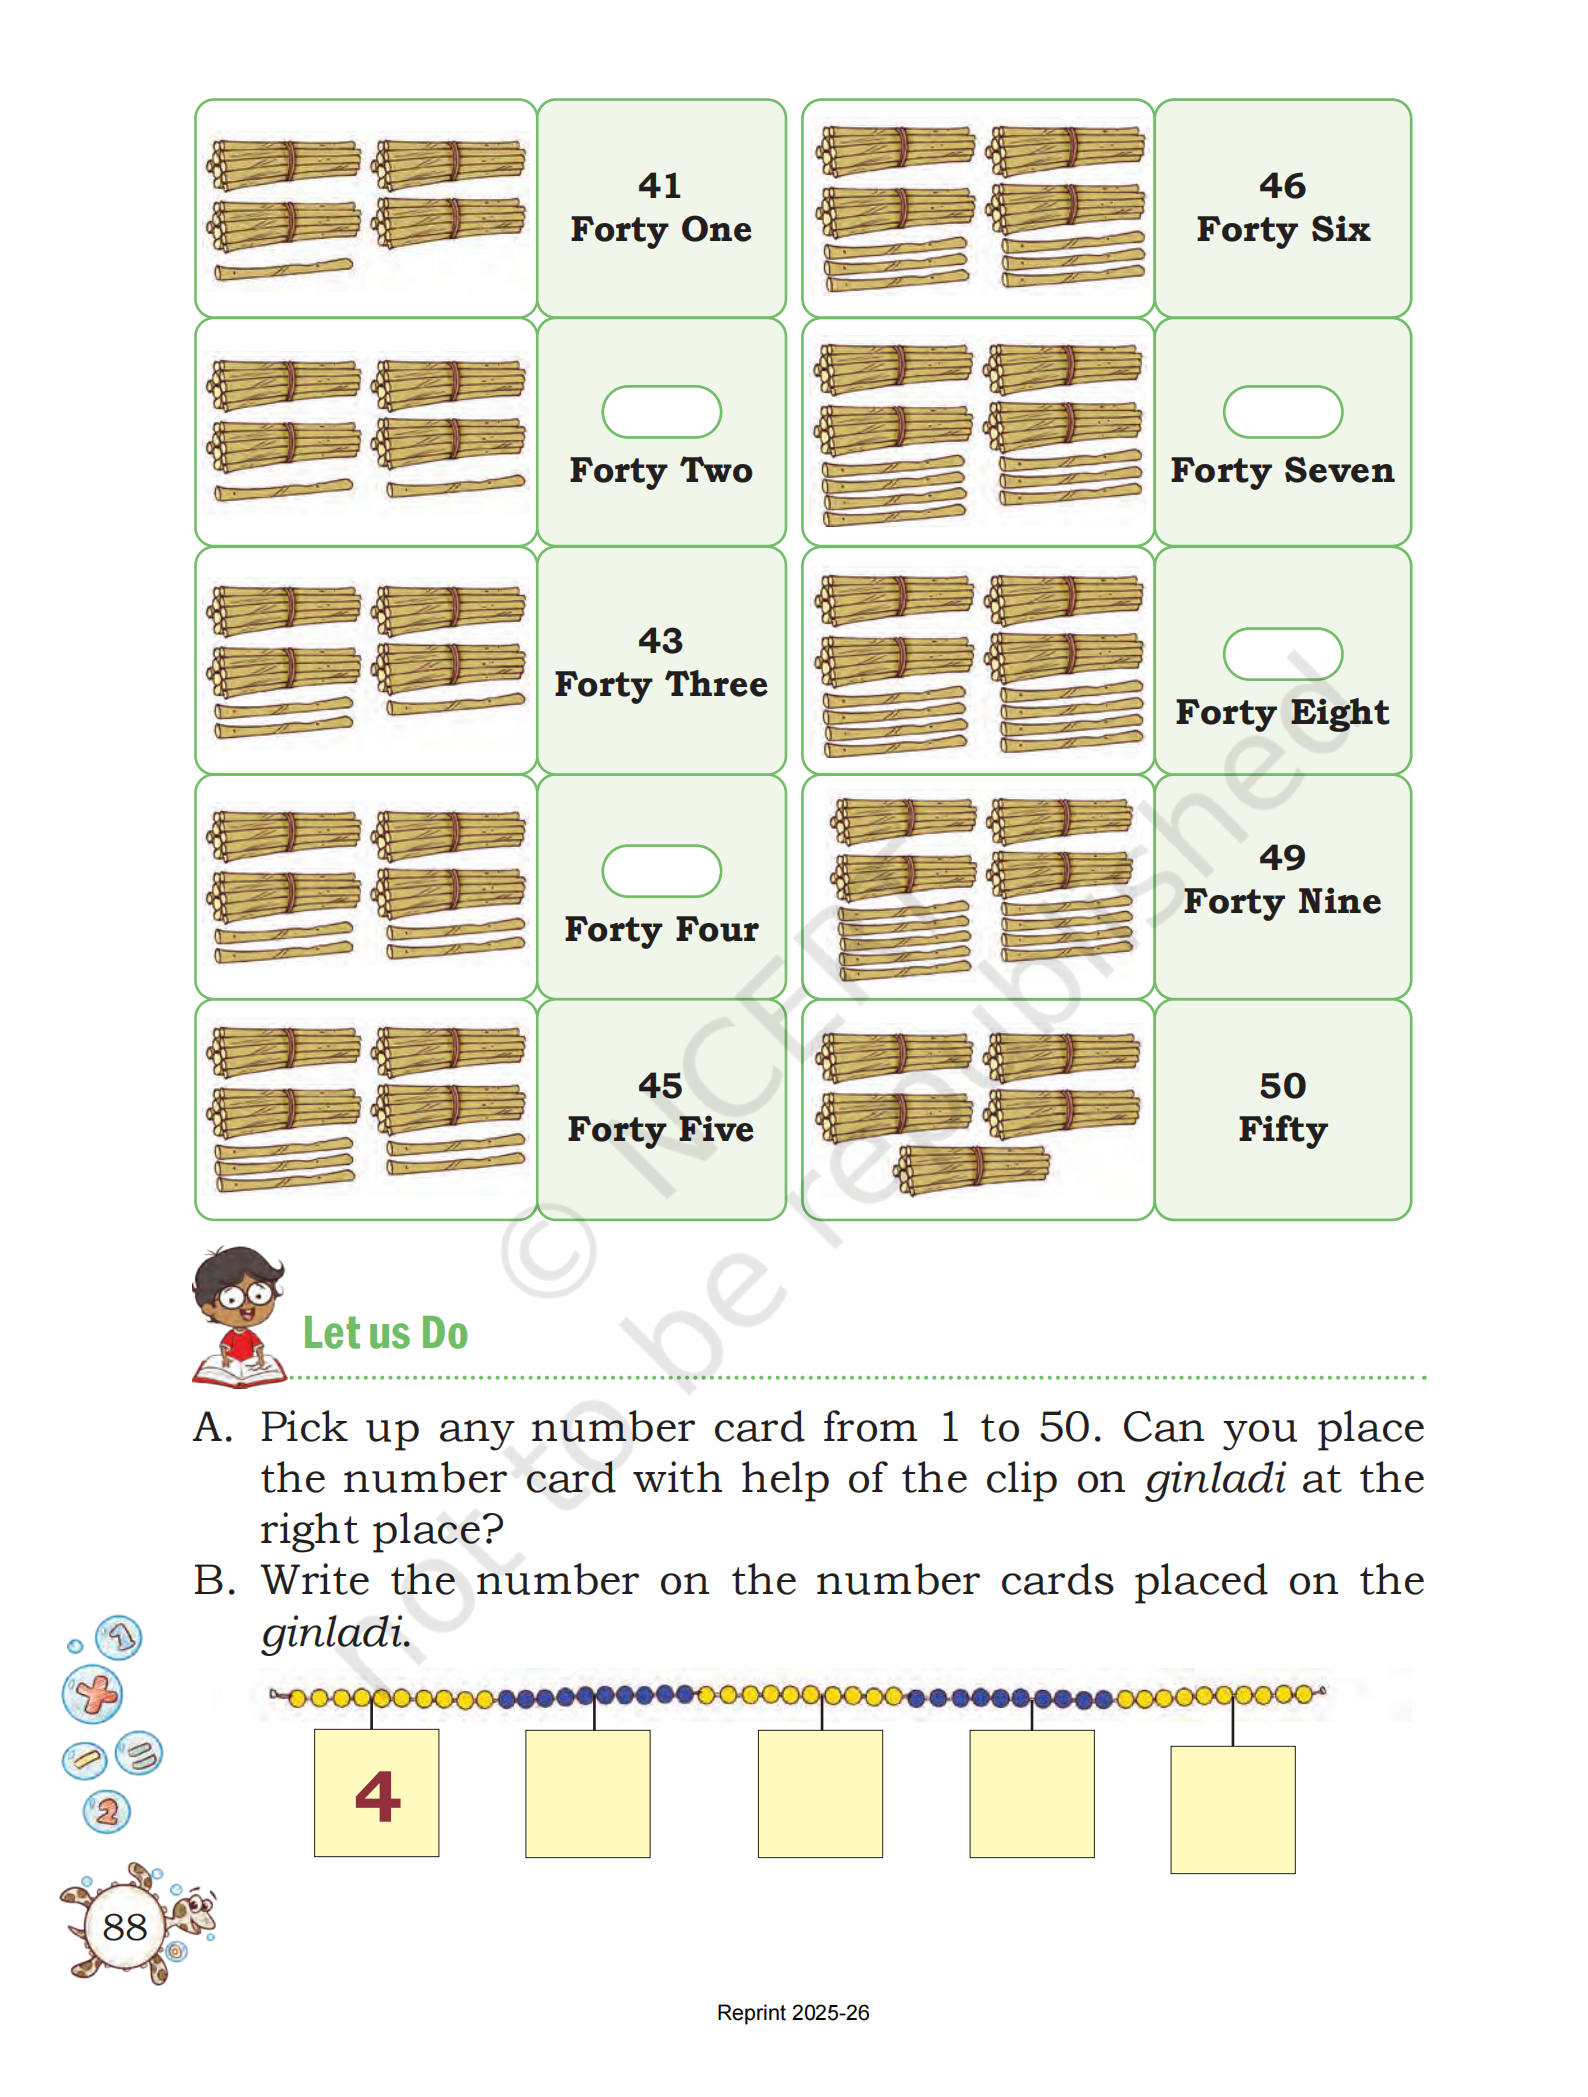 41
Forty One
46
Forty Six
Forty Two
Forty Seven
43
Forty Three
Forty Eight
Forty Four
49
Forty Nine
45
Forty Five
50
Fifty
© NCERT
not to be republished
Let us Do
A. Pick up any number card from 1 to 50. Can you place
the number card with help of the clip on ginladi at the
right place?
B. Write the number on the number cards placed on the
ginladi.
1
2
4
88
Reprint 2025-26